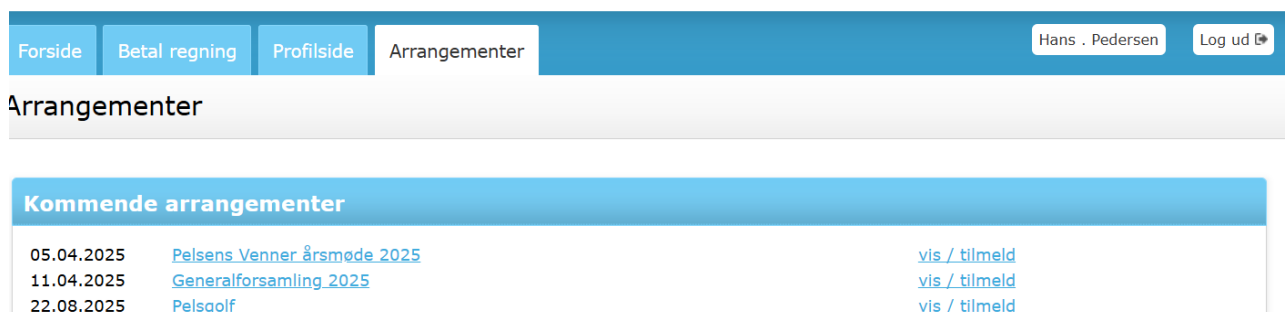 Forside Betal regning Profilside Arrangementer Hans . Pedersen Log ud
Arrangementer
Kommende arrangementer
05.04.2025 Pelsens Venner årsmøde 2025 vis / tilmeld
11.04.2025 Generalforsamling 2025 vis / tilmeld
22.08.2025 Pelsgolf vis / tilmeld